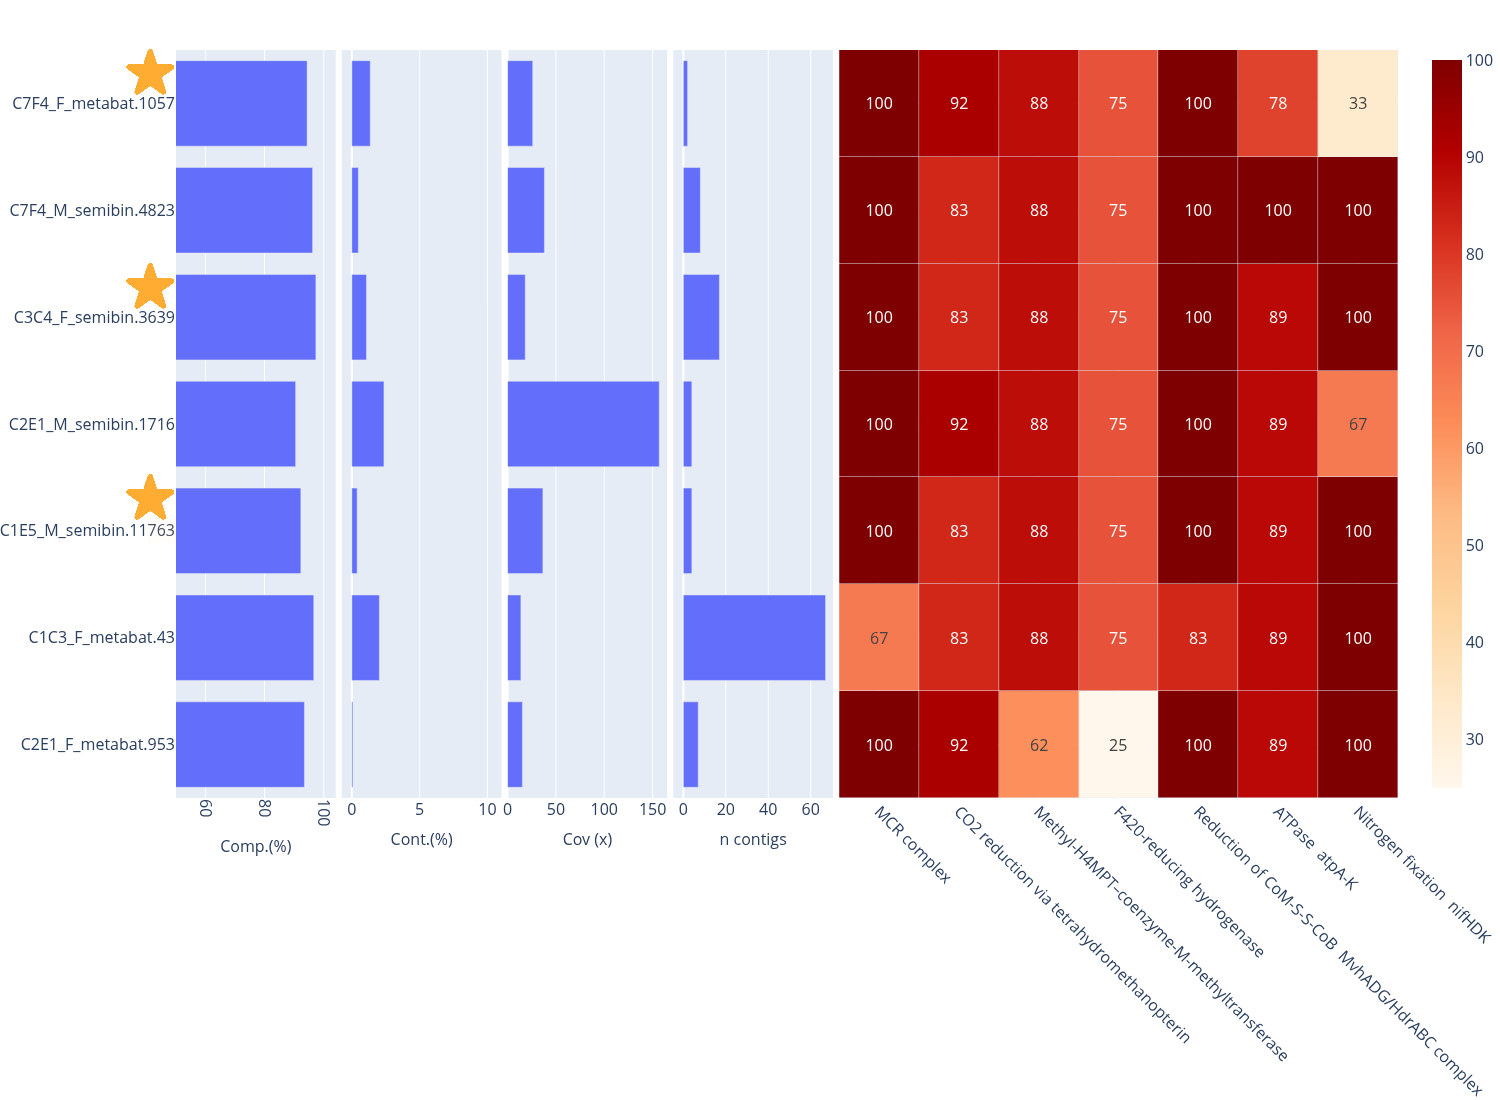 C7F4_F_metabat.1057 100 92 88 75 100 78 33
C7F4_M_semibin.4823 100 83 88 75 100 100 100
C3C4_F_semibin.3639 100 83 88 75 100 89 100
C2E1_M_semibin.1716 100 92 88 75 100 89 67
C1E5_M_semibin.11763 100 83 88 75 100 89 100
C1C3_F_metabat.43 67 83 88 75 83 89 100
C2E1_F_metabat.953 100 92 62 25 100 89 100
60 80 100
Comp.(%)
0 5 10
Cont.(%)
0 50 100 150
Cov (x)
0 20 40 60
n contigs
MCR complex
CO2 reduction via tetrahydromethanopterin
Methyl-H4MPT-coenzyme-M-methyltransferase
F420-reducing hydrogenase
Reduction of CoM-S-S-CoB MvhADG/HdrABC complex
ATPase atpA-K
Nitrogen fixation nifHDK
100
90
80
70
60
50
40
30